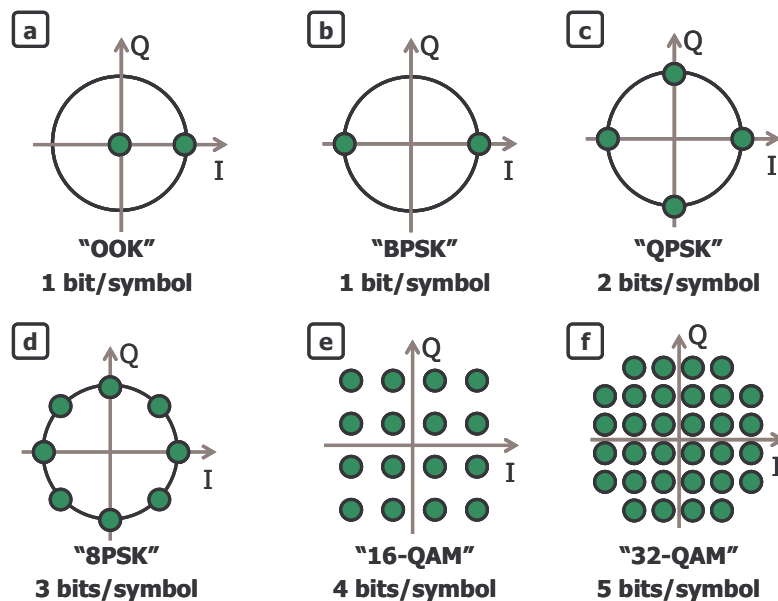 a
Q
I
"OOK"
1 bit/symbol
b
Q
I
"BPSK"
1 bit/symbol
c
Q
I
"QPSK"
2 bits/symbol
d
Q
I
"8PSK"
3 bits/symbol
e
Q
I
"16-QAM"
4 bits/symbol
f
Q
I
"32-QAM"
5 bits/symbol